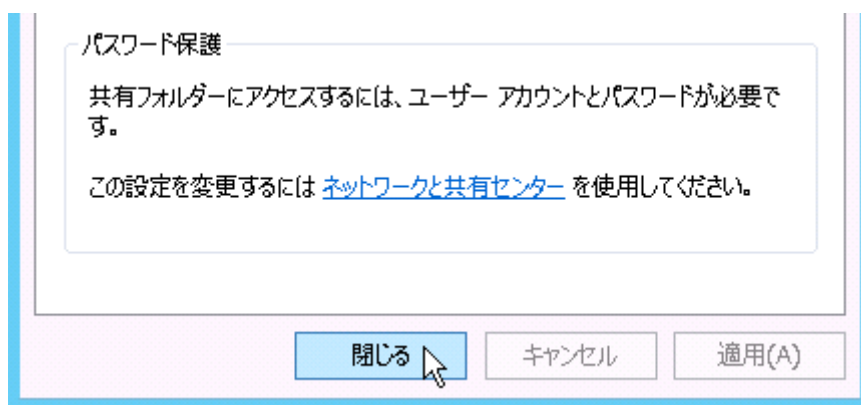 パスワード保護
共有フォルダーにアクセスするには、ユーザー アカウントとパスワードが必要で
す。
この設定を変更するには ネットワークと共有センター を使用してください。
閉じる キャンセル 適用(A)